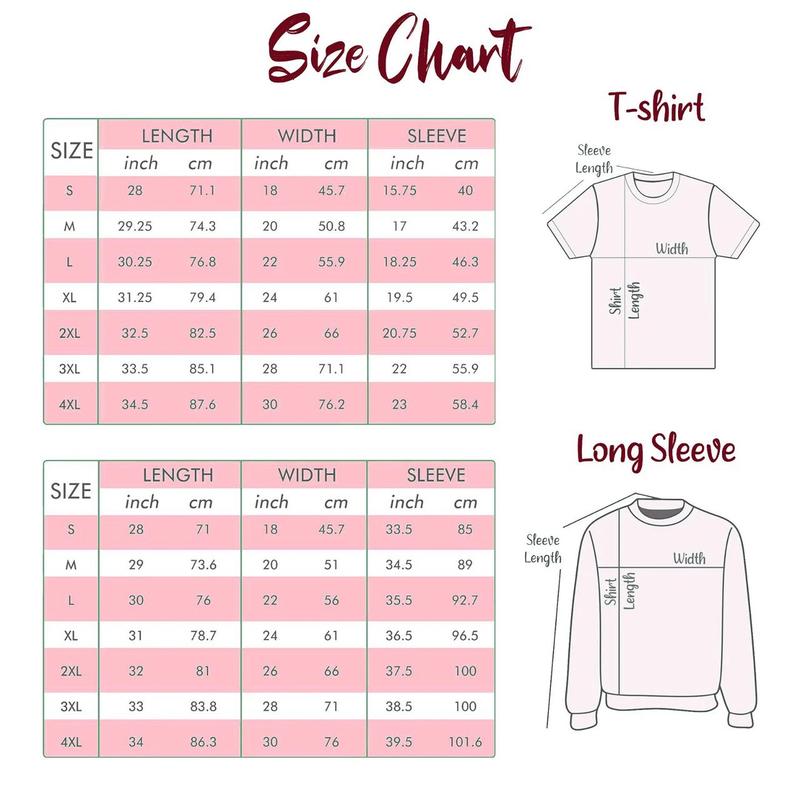 Size Chart
T-shirt
SIZE LENGTH WIDTH SLEEVE
inch cm inch cm inch cm
S 28 71.1 18 45.7 15.75 40
M 29.25 74.3 20 50.8 17 43.2
L 30.25 76.8 22 55.9 18.25 46.3
XL 31.25 79.4 24 61 19.5 49.5
2XL 32.5 82.5 26 66 20.75 52.7
3XL 33.5 85.1 28 71.1 22 55.9
4XL 34.5 87.6 30 76.2 23 58.4
Sleeve
Length
Width
Shirt
Length
Long Sleeve
SIZE LENGTH WIDTH SLEEVE
inch cm inch cm inch cm
S 28 71 18 45.7 33.5 85
M 29 73.6 20 51 34.5 89
L 30 76 22 56 35.5 92.7
XL 31 78.7 24 61 36.5 96.5
2XL 32 81 26 66 37.5 100
3XL 33 83.8 28 71 38.5 100
4XL 34 86.3 30 76 39.5 101.6
Sleeve
Length
Width
Shirt
Length